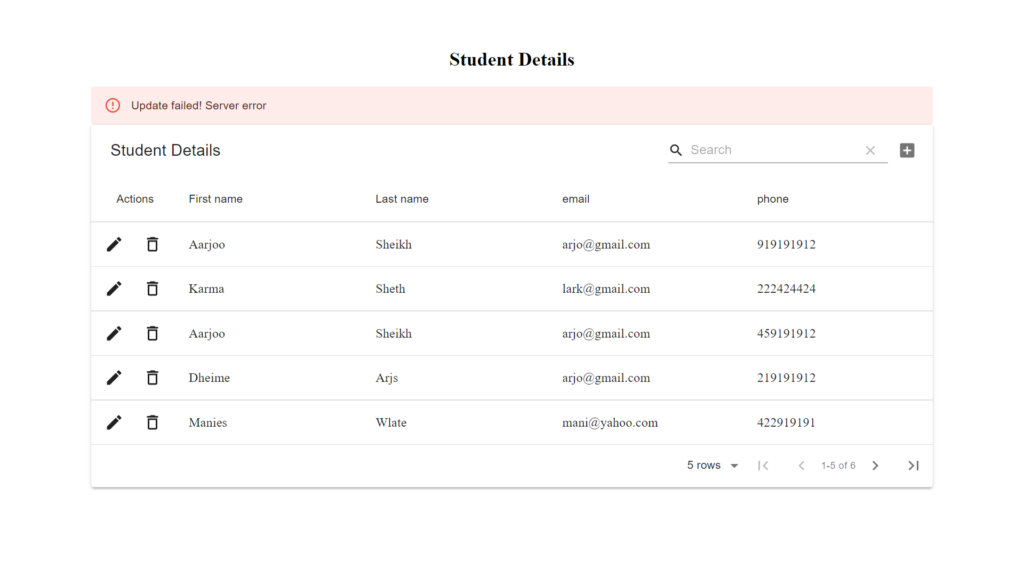 Student Details
Update failed! Server error
Student Details Search
Actions First name Last name email phone
Aarjoo Sheikh arjo@gmail.com 919191912
Karma Sheth lark@gmail.com 222424424
Aarjoo Sheikh arjo@gmail.com 459191912
Dheime Arjs arjo@gmail.com 219191912
Manies Wlate mani@yahoo.com 422919191
5 rows 1-5 of 6